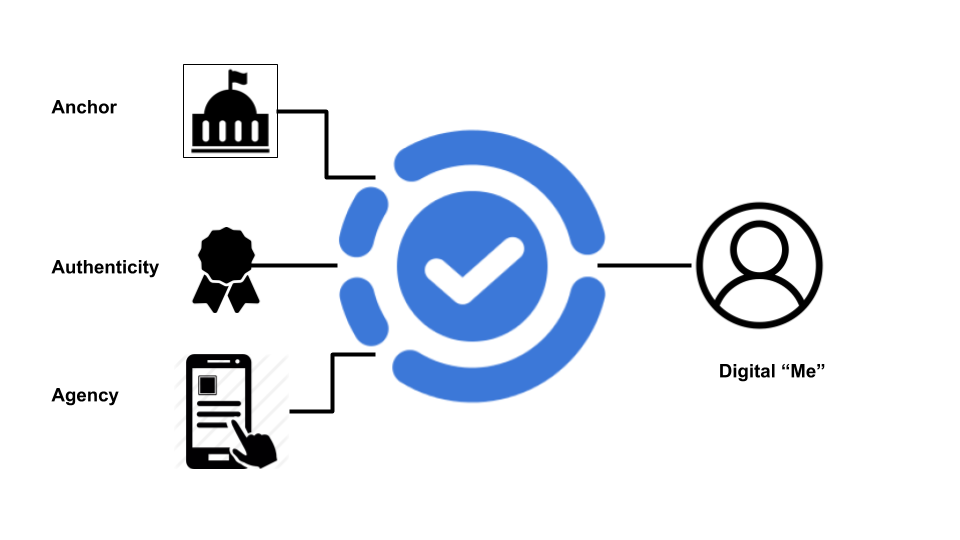 Anchor
Authenticity
Agency
Digital “Me”